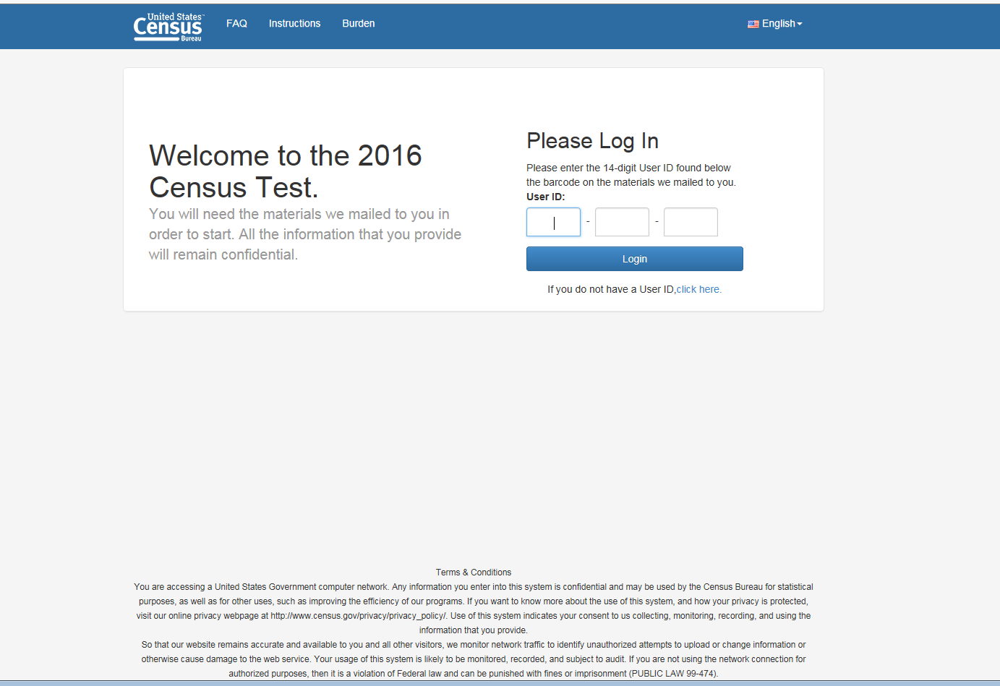 United States™
Census
Bureau
FAQ
Instructions
Burden
English
Welcome to the 2016
Census Test.
You will need the materials we mailed to you in
order to start. All the information that you provide
will remain confidential.
Please Log In
Please enter the 14-digit User ID found below
the barcode on the materials we mailed to you.
User ID:
- -
Login
If you do not have a User ID,click here.
Terms & Conditions
You are accessing a United States Government computer network. Any information you enter into this system is confidential and may be used by the Census Bureau for statistical
purposes, as well as for other uses, such as improving the efficiency of our programs. If you want to know more about the use of this system, and how your privacy is protected,
visit our online privacy webpage at http://www.census.gov/privacy/privacy_policy/. Use of this system indicates your consent to us collecting, monitoring, recording, and using the
information that you provide.
So that our website remains accurate and available to you and all other visitors, we monitor network traffic to identify unauthorized attempts to upload or change information or
otherwise cause damage to the web service. Your usage of this system is likely to be monitored, recorded, and subject to audit. If you are not using the network connection for
authorized purposes, then it is a violation of Federal law and can be punished with fines or imprisonment (PUBLIC LAW 99-474).